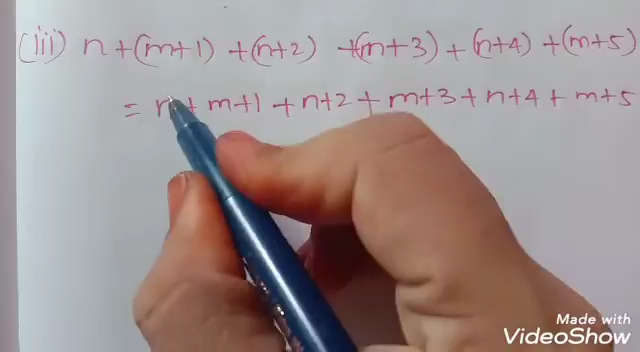 (iii) n + (m+1) + (n+2) + (m+3) + (n+4) + (m+5)
= n + m+1 + n+2 + m+3 + n+4 + m+5
Made with
VideoShow